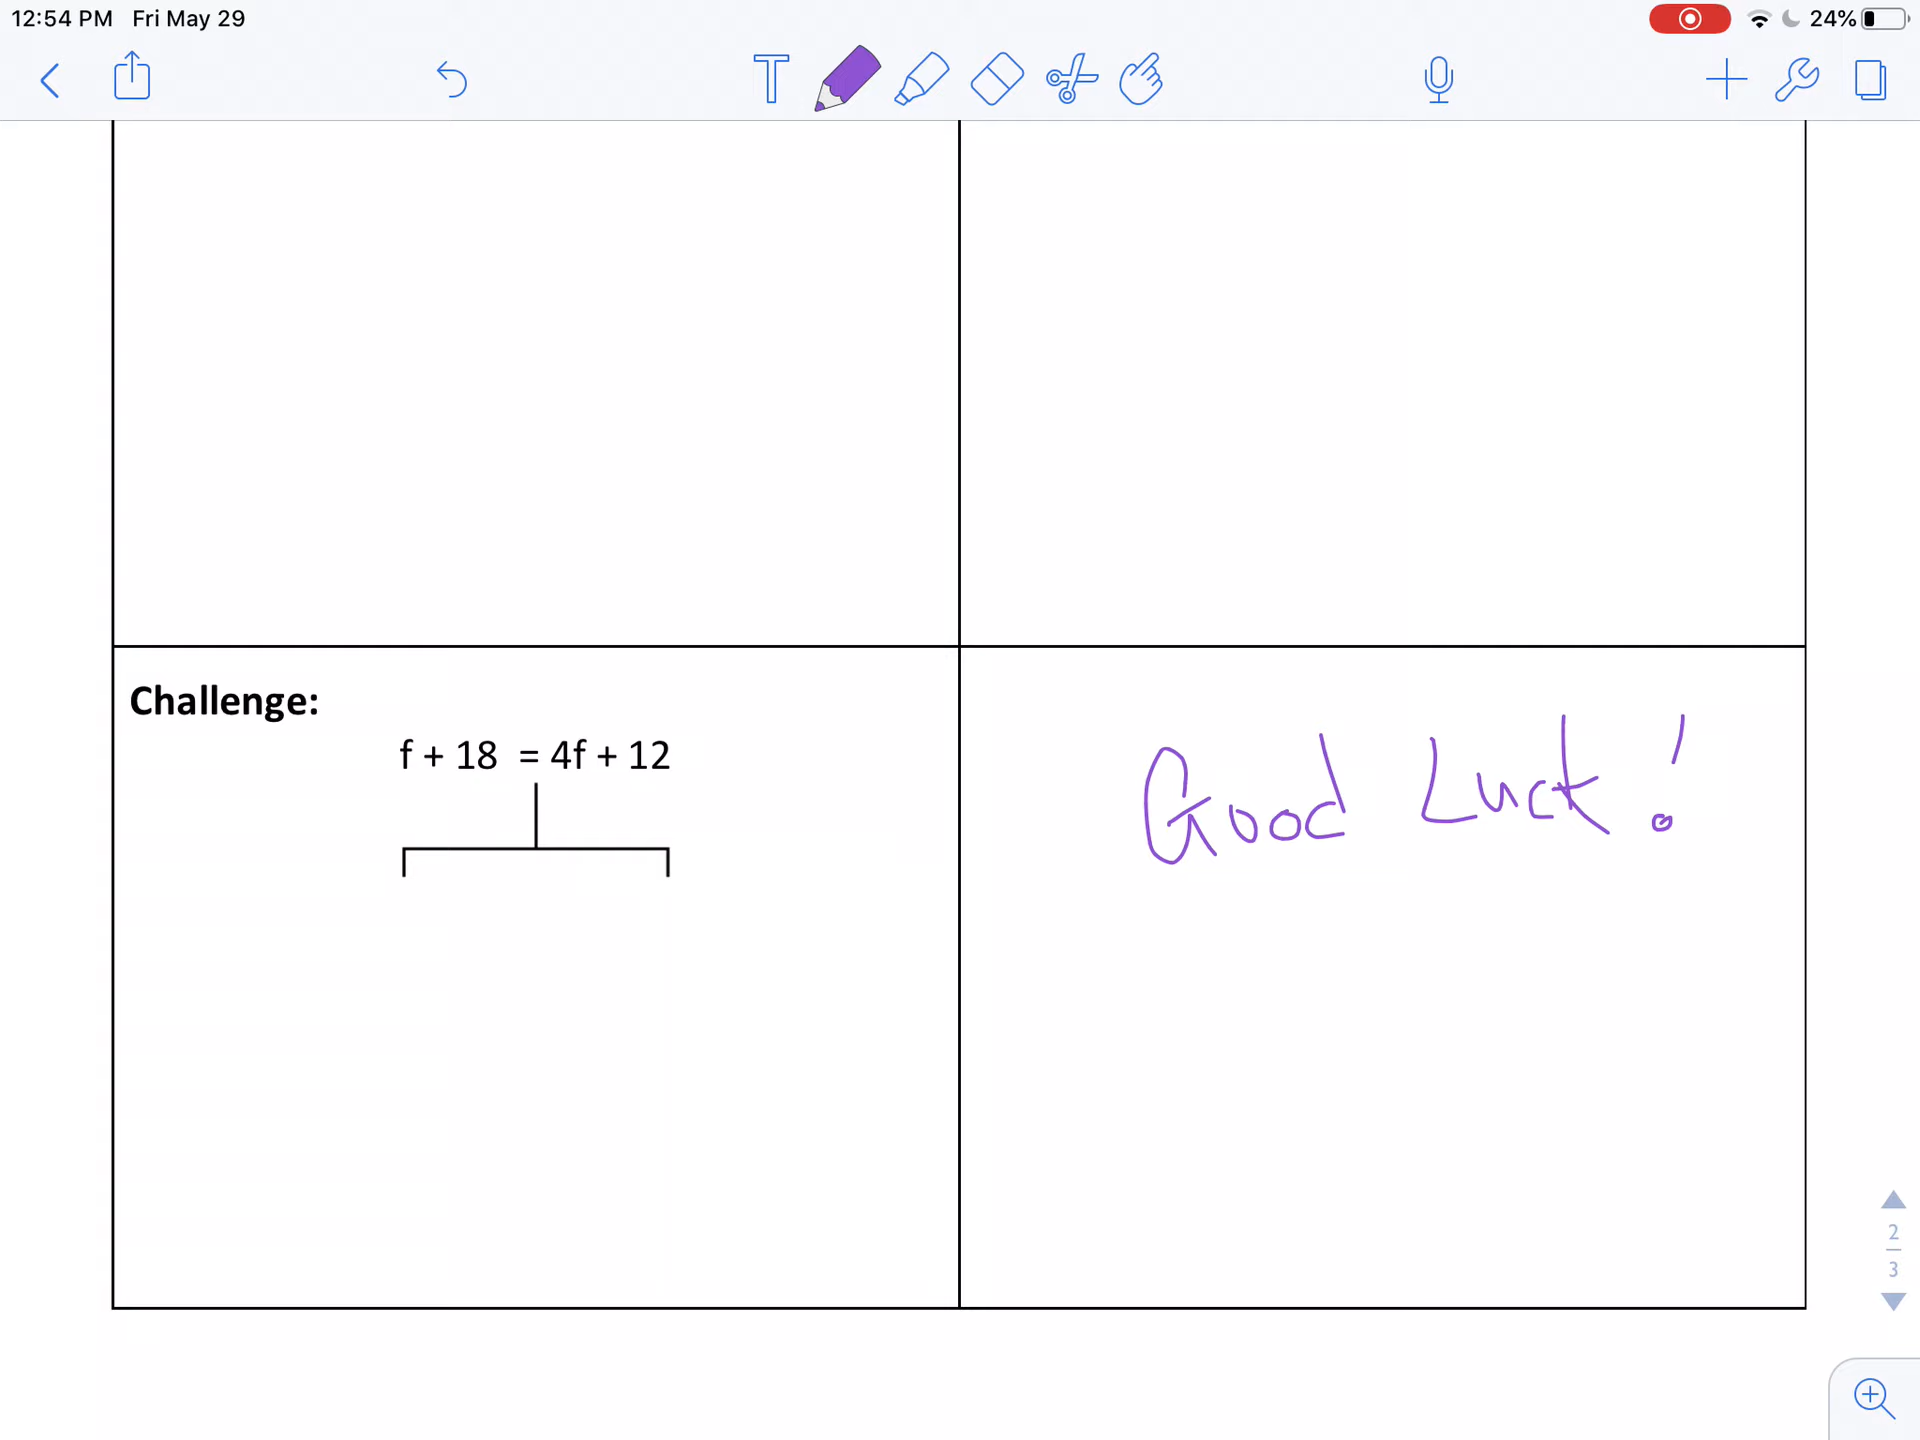 12:54 PM Fri May 29
24%
T
Challenge:
f + 18 = 4f + 12
Good Luck!
2
3